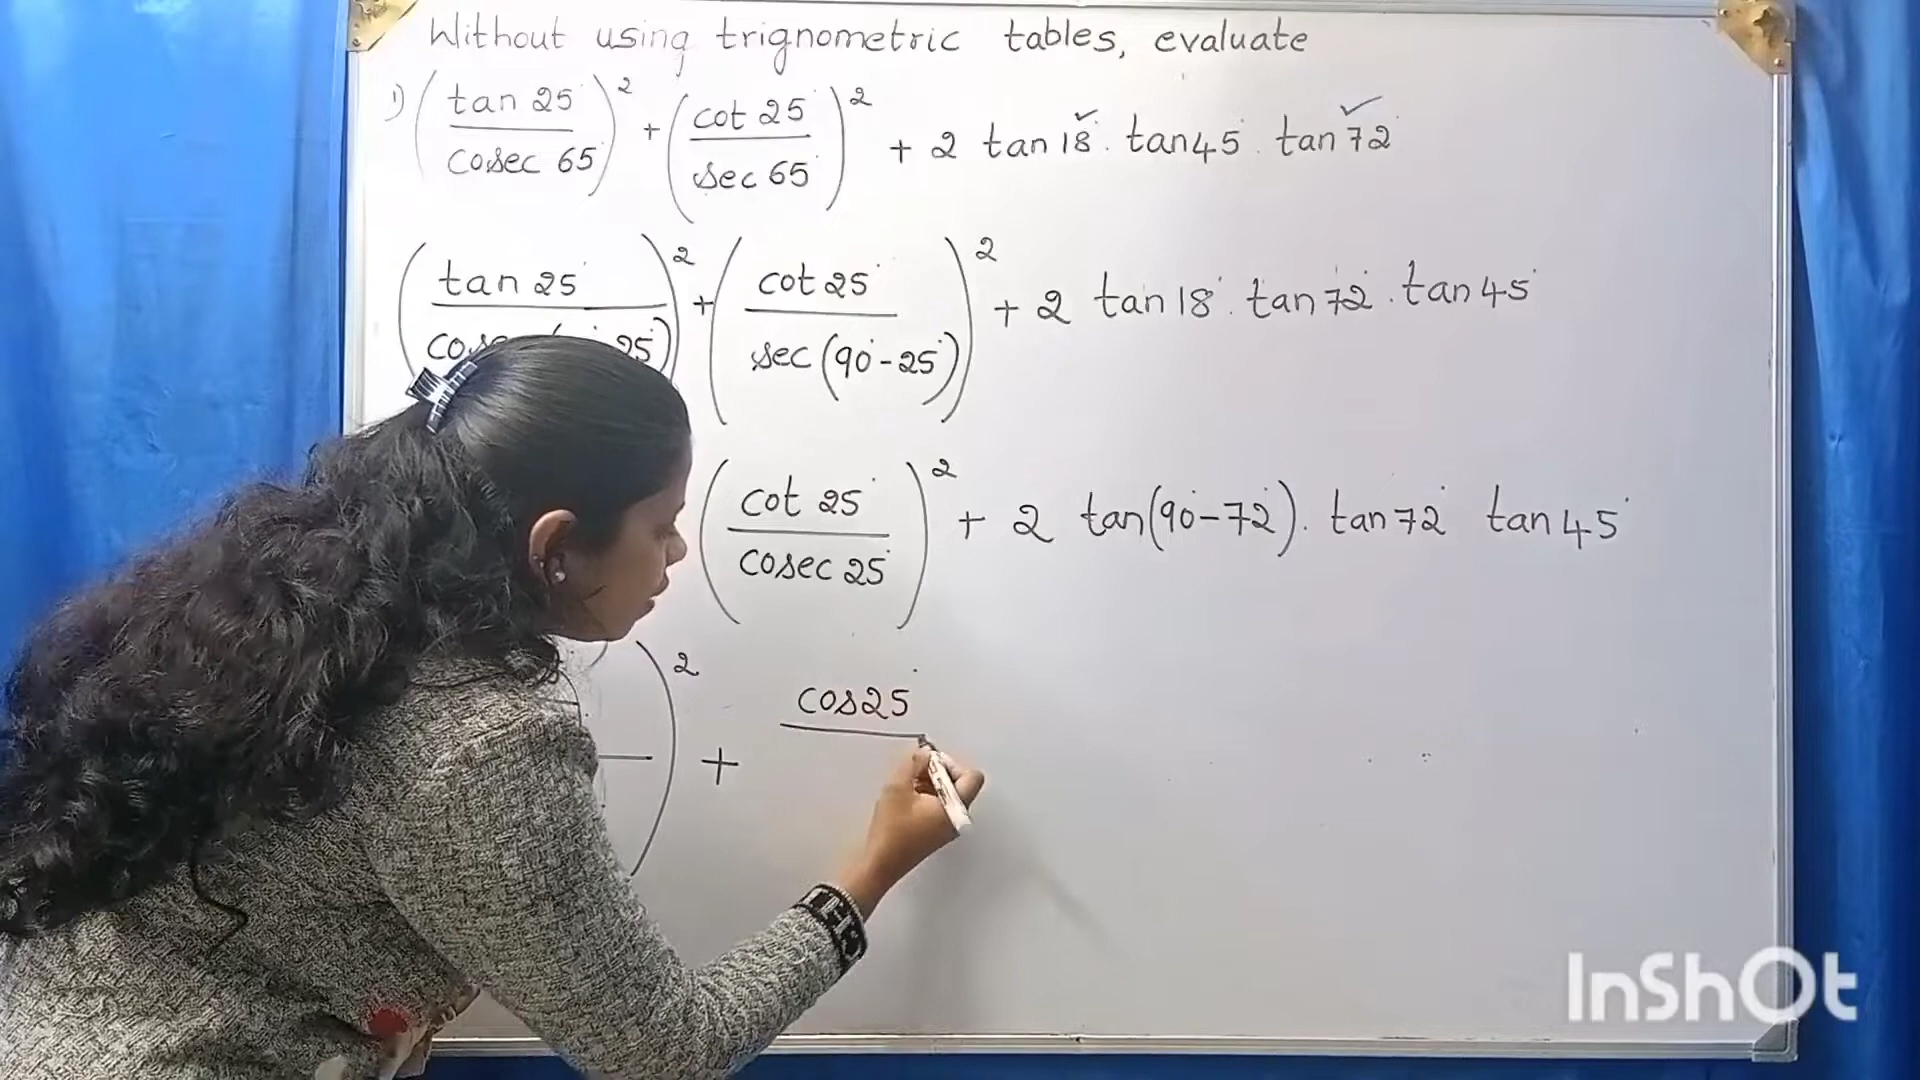 Without using trignometric tables, evaluate
1) (tan 25° / cosec 65°)² + (cot 25° / sec 65°)² + 2 tan 18° . tan 45° . tan 72°
(tan 25° / 25°)² + (cot 25° / sec (90° - 25°))² + 2 tan 18° . tan 72° . tan 45°
(cot 25° / cosec 25°)² + 2 tan(90° - 72°) . tan 72° tan 45°
)² + cos 25°
InShOt